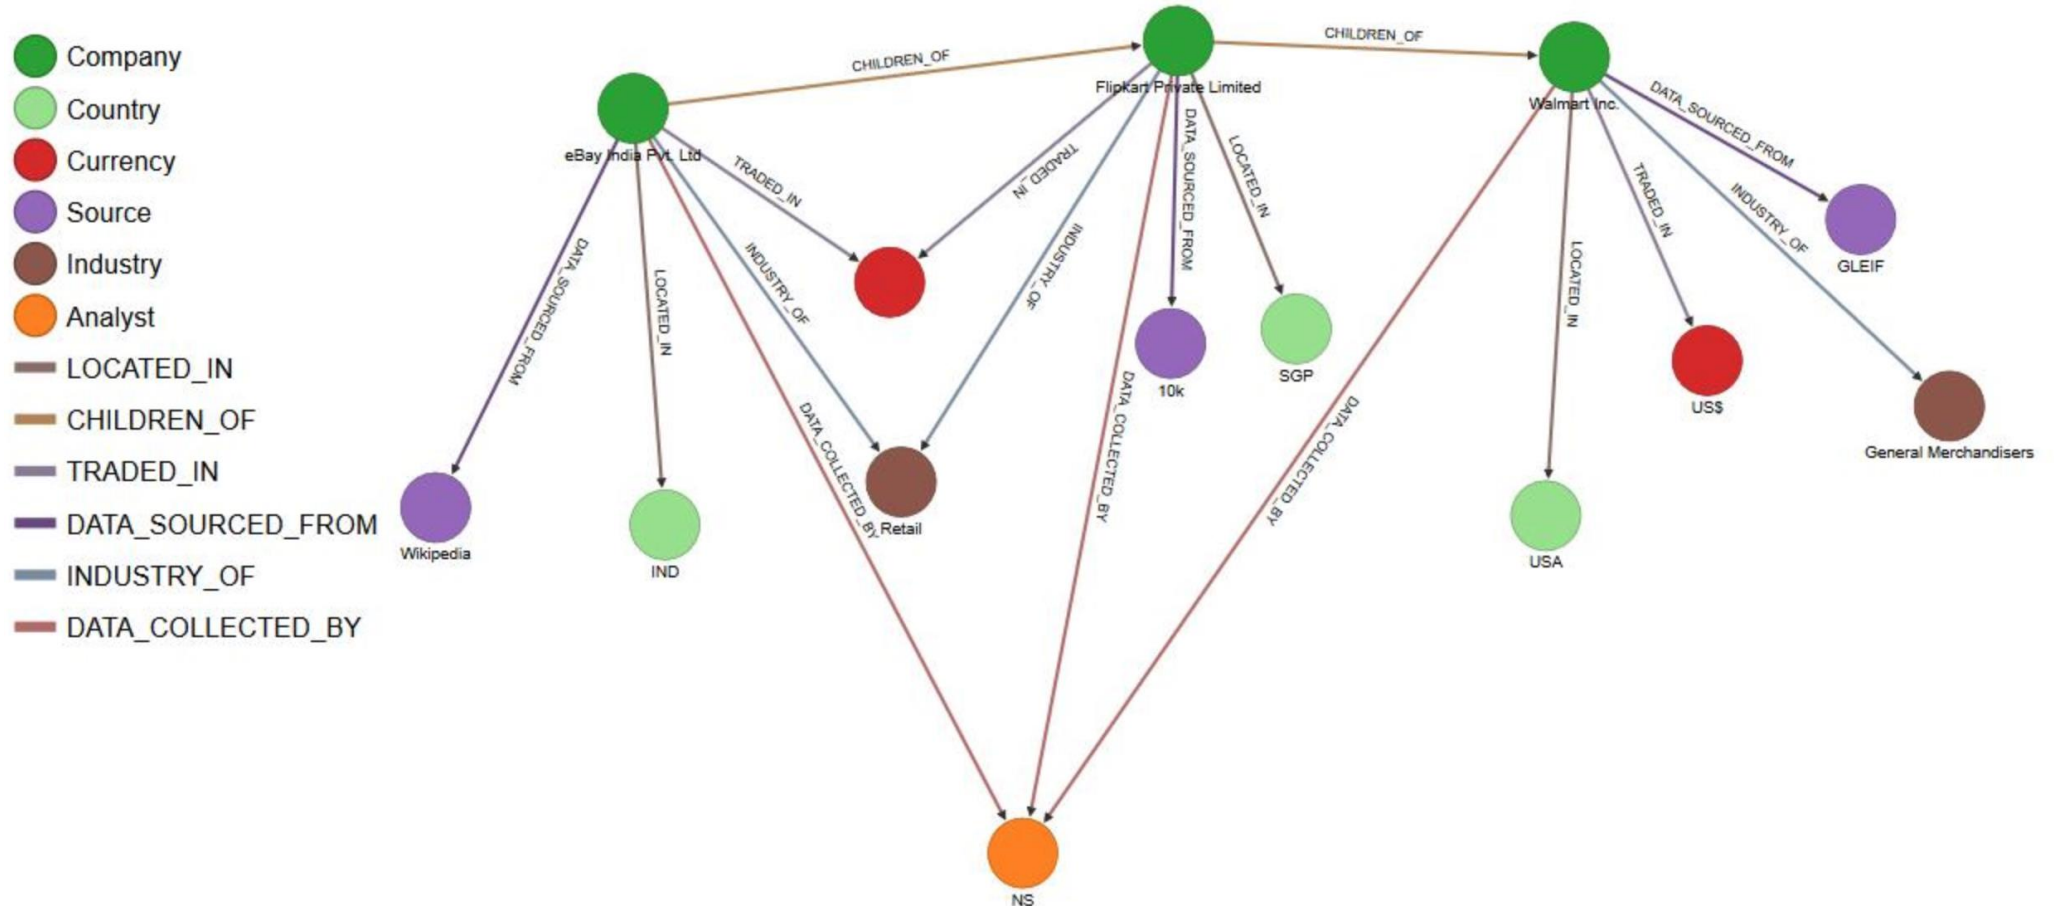 Company
Country
Currency
Source
Industry
Analyst
LOCATED_IN
CHILDREN_OF
TRADED_IN
DATA_SOURCED_FROM
INDUSTRY_OF
DATA_COLLECTED_BY
CHILDREN_OF
CHILDREN_OF
eBay India Pvt. Ltd
Flipkart Private Limited
Walmart Inc.
DATA_SOURCED_FROM
LOCATED_IN
INDUSTRY_OF
TRADED_IN
DATA_COLLECTED_BY
TRADED_IN
INDUSTRY_OF
DATA_COLLECTED_BY
DATA_SOURCED_FROM
LOCATED_IN
DATA_COLLECTED_BY
LOCATED_IN
TRADED_IN
INDUSTRY_OF
DATA_SOURCED_FROM
GLEIF
SGP
10k
US$
General Merchandisers
Retail
Wikipedia
IND
USA
NS